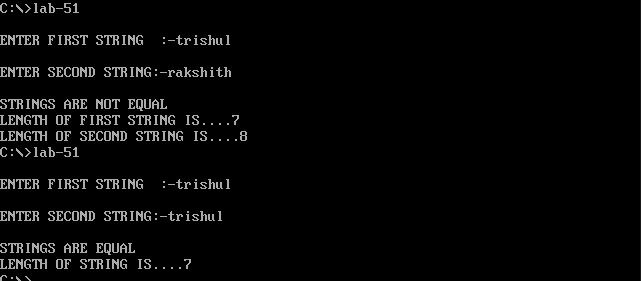 C:\>lab-51
ENTER FIRST STRING  :-trishul
ENTER SECOND STRING:-rakshith
STRINGS ARE NOT EQUAL
LENGTH OF FIRST STRING IS....7
LENGTH OF SECOND STRING IS....8
C:\>lab-51
ENTER FIRST STRING  :-trishul
ENTER SECOND STRING:-trishul
STRINGS ARE EQUAL
LENGTH OF STRING IS....7
C:\>